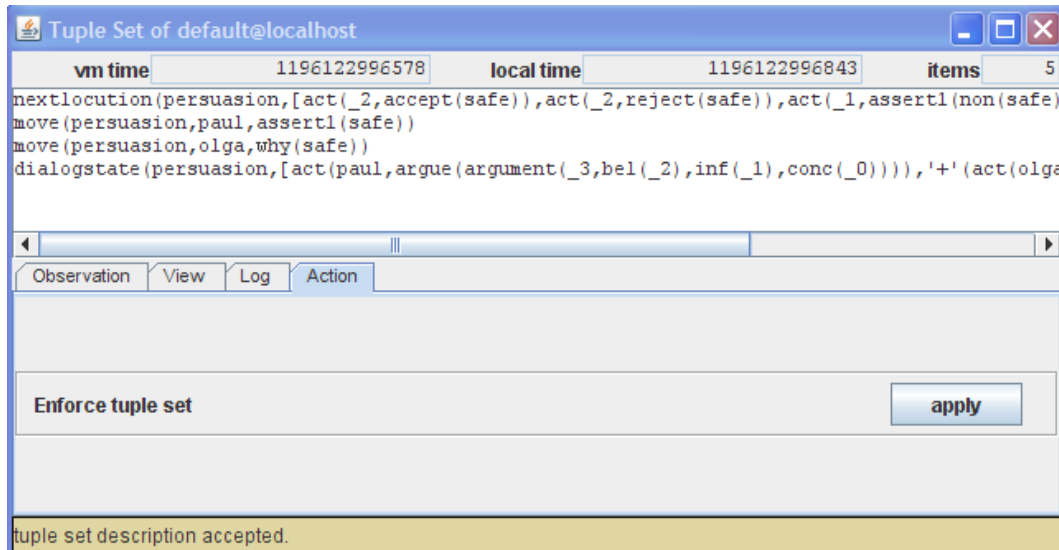 Tuple Set of default@localhost
vm time 1196122996578 local time 1196122996843 items 5
nextlocution(persuasion,[act(_2,accept(safe)),act(_2,reject(safe)),act(_1,assert1(non(safe)
move(persuasion,paul,assert1(safe))
move(persuasion,olga,why(safe))
dialogstate(persuasion,[act(paul,argue(argument(_3,bel(_2),inf(_1),conc(_0)))),'+'(act(olga
Observation View Log Action
Enforce tuple set apply
tuple set description accepted.